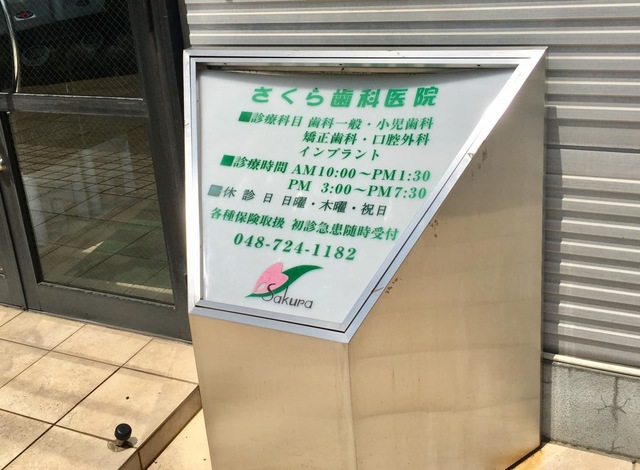 さくら歯科医院
■診療科目 歯科一般・小児歯科
矯正歯科・口腔外科
インプラント
■診療時間 AM10:00～PM1:30
PM 3:00～PM7:30
■休診日 日曜・木曜・祝日
各種保険取扱 初診急患随時受付
048-724-1182
Sakura